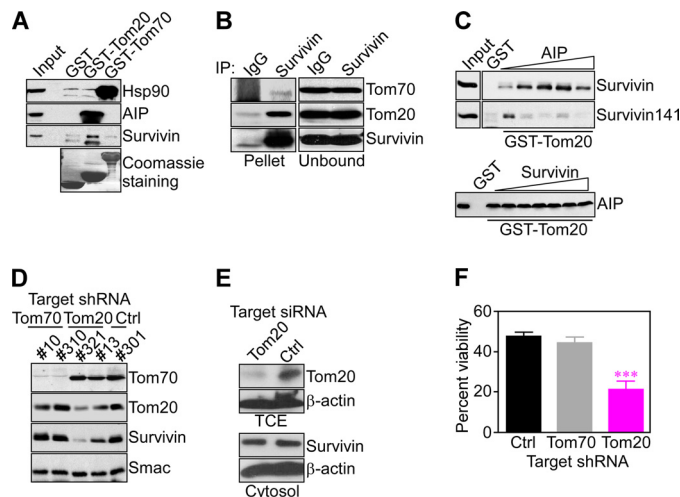 A
Input
GST
GST-Tom20
GST-Tom70
Hsp90
AIP
Survivin
Coomassie
staining
B
IP:
IgG
Survivin
IgG
Survivin
Tom70
Tom20
Survivin
Pellet
Unbound
C
Input
GST
AIP
Survivin
Survivin141
GST-Tom20
GST
Survivin
AIP
GST-Tom20
D
Target shRNA
Tom70 Tom20 Ctrl
#10
#310
#321
#13
#301
Tom70
Tom20
Survivin
Smac
E
Target siRNA
Tom20
Ctrl
Tom20
β-actin
TCE
Survivin
β-actin
Cytosol
F
Percent viability
60
40
20
0
***
Ctrl Tom70 Tom20
Target shRNA